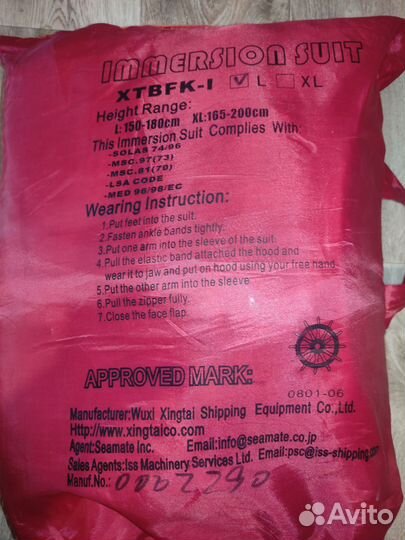 IMMERSION SUIT
XTBFK-I ✓ L XL
Height Range:
L:150-180cm XL:165-200cm
This Immersion Suit Complies With:
-SOLAS 74/96
-MSC.97(73)
-MSC.81(70)
-LSA CODE
-MED 96/98/EC
Wearing Instruction:
1.Put feet into the suit.
2.Fasten ankle bands tightly.
3.Put one arm into the sleeve of the suit.
4.Pull the elastic band attached the hood and
wear it to jaw and put on hood using your free hand.
5.Put the other arm into the sleeve
6.Pull the zipper fully.
7.Close the face flap.
APPROVED MARK:
0801-06
Manufacturer:Wuxi Xingtai Shipping Equipment Co.,Ltd.
Http://www.xingtaico.com
Agent:Seamate Inc. Email:info@seamate.co.jp
Sales Agents:Iss Machinery Services Ltd. Email:psc@iss-shipping.com
Manuf.No.:
Avito